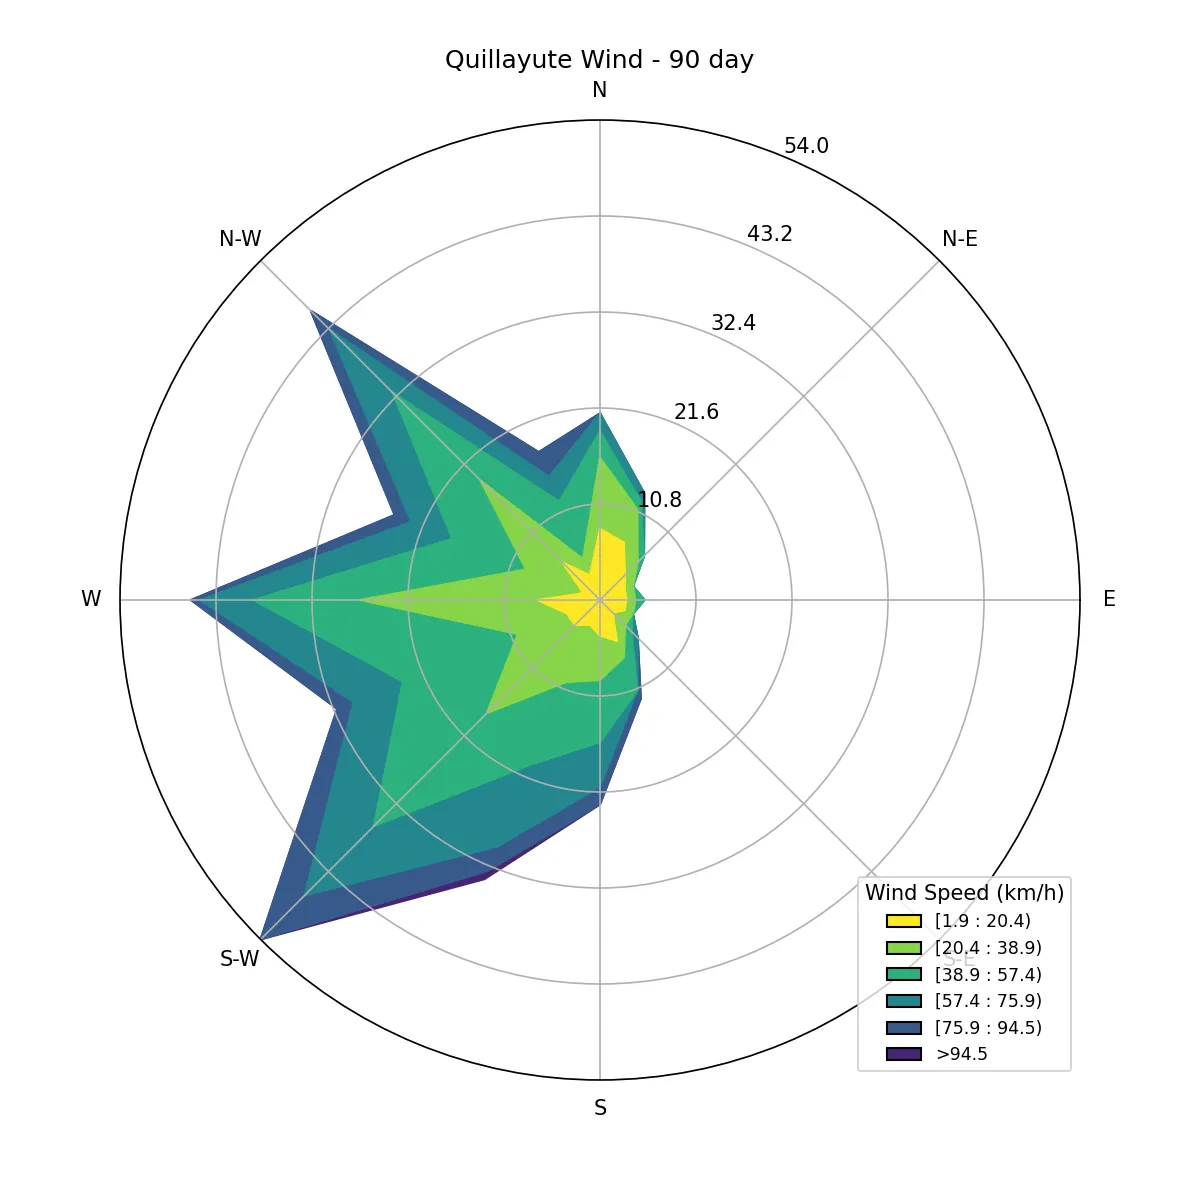 Quillayute Wind - 90 day
N
54.0
N-W
N-E
43.2
32.4
21.6
10.8
W
E
S-W
S-E
S
Wind Speed (km/h)
[1.9 : 20.4)
[20.4 : 38.9)
[38.9 : 57.4)
[57.4 : 75.9)
[75.9 : 94.5)
>94.5